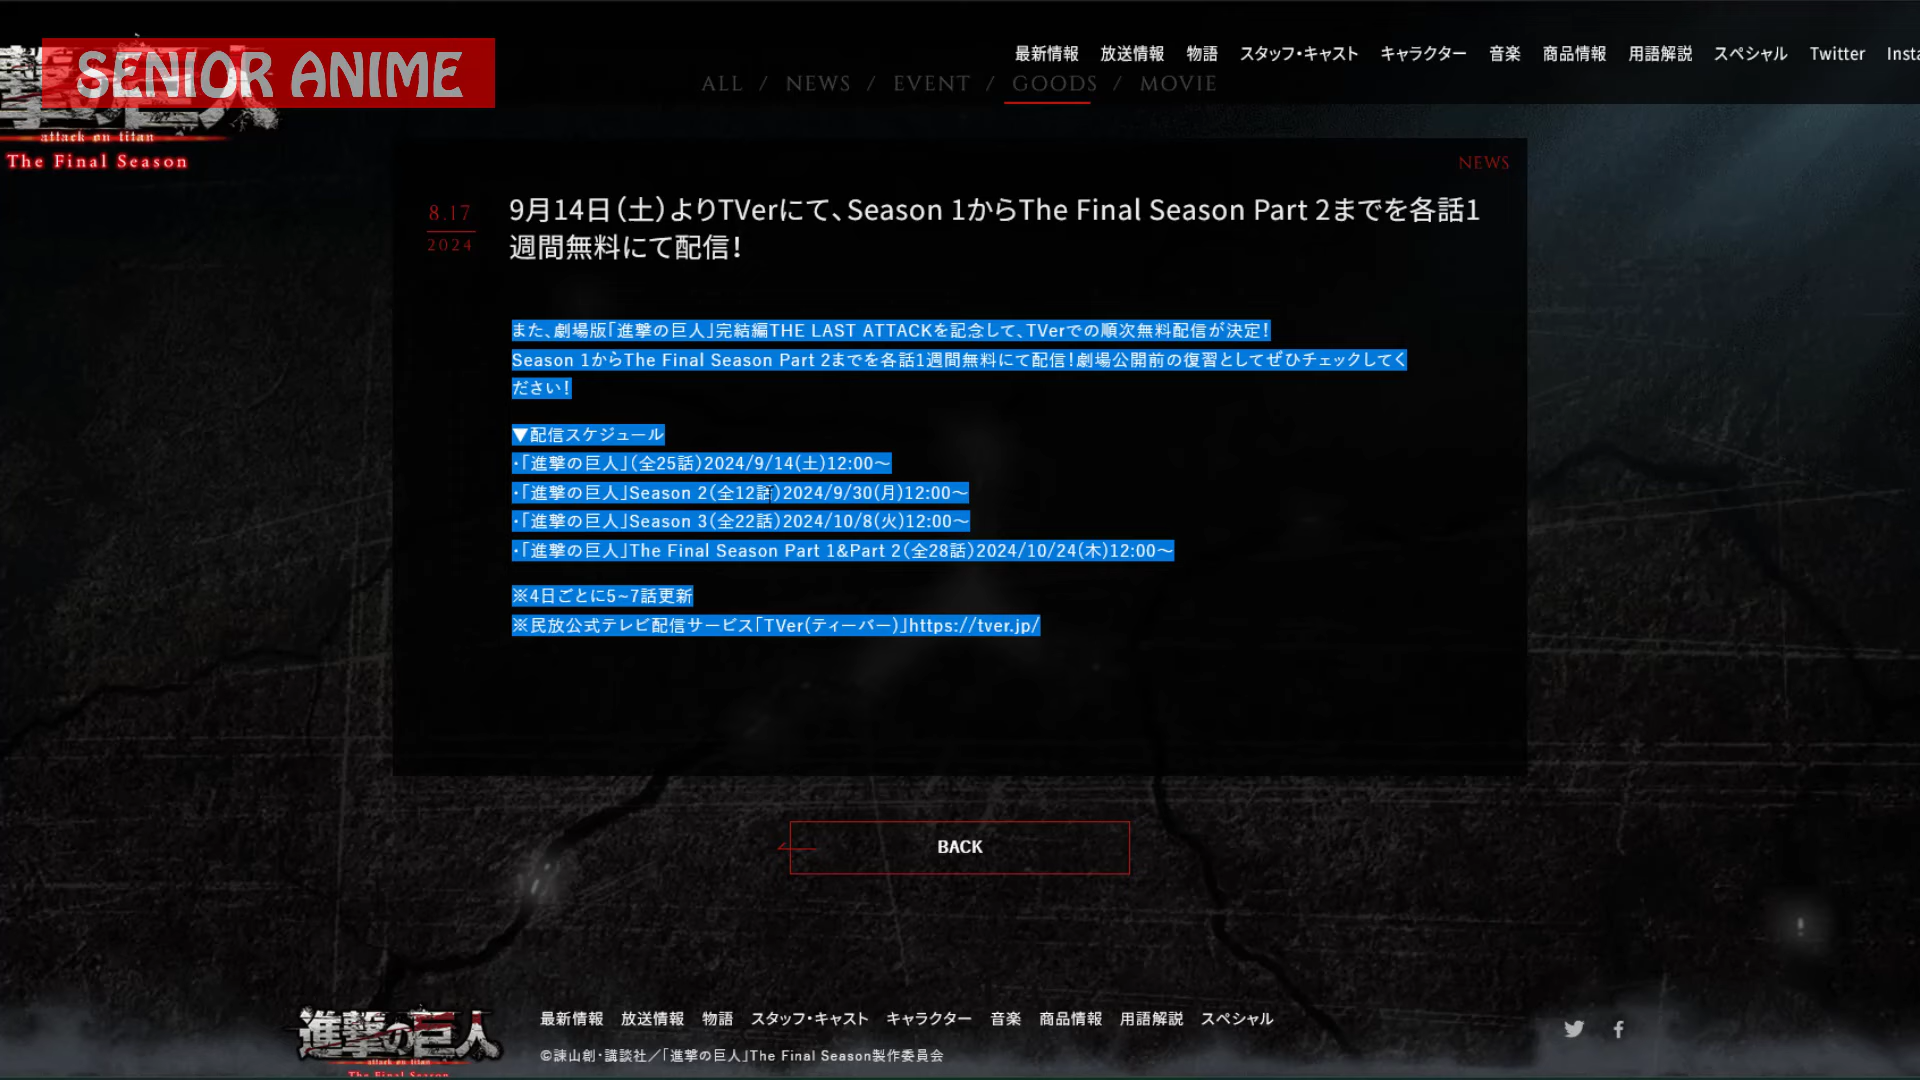 SENIOR ANIME
attack on titan
The Final Season
最新情報 放送情報 物語 スタッフ・キャスト キャラクター 音楽 商品情報 用語解説 スペシャル Twitter Insta
ALL / NEWS / EVENT / GOODS / MOVIE
NEWS
8.17
2024
9月14日（土）よりTVerにて、Season 1からThe Final Season Part 2までを各話1
週間無料にて配信！
また、劇場版「進撃の巨人」完結編THE LAST ATTACKを記念して、TVerでの順次無料配信が決定！
Season 1からThe Final Season Part 2までを各話1週間無料にて配信！劇場公開前の復習としてぜひチェックしてく
ださい！
▼配信スケジュール
・「進撃の巨人」（全25話）2024/9/14(土)12:00～
・「進撃の巨人」Season 2（全12話）2024/9/30(月)12:00～
・「進撃の巨人」Season 3（全22話）2024/10/8(火)12:00～
・「進撃の巨人」The Final Season Part 1&Part 2（全28話）2024/10/24(木)12:00～
※4日ごとに5~7話更新
※民放公式テレビ配信サービス「TVer(ティーバー)」https://tver.jp/
BACK
進撃の巨人
attack on titan
The Final Season
最新情報 放送情報 物語 スタッフ・キャスト キャラクター 音楽 商品情報 用語解説 スペシャル
©諫山創・講談社／「進撃の巨人」The Final Season製作委員会